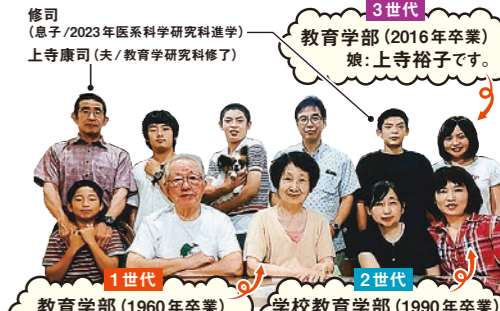 修司
(息子/2023年医系科学研究科進学)
上寺康司(夫/教育学研究科修了)
3世代
教育学部(2016年卒業)
娘:上寺裕子です。
1世代
教育学部(1960年卒業)
2世代
学校教育学部(1990年卒業)